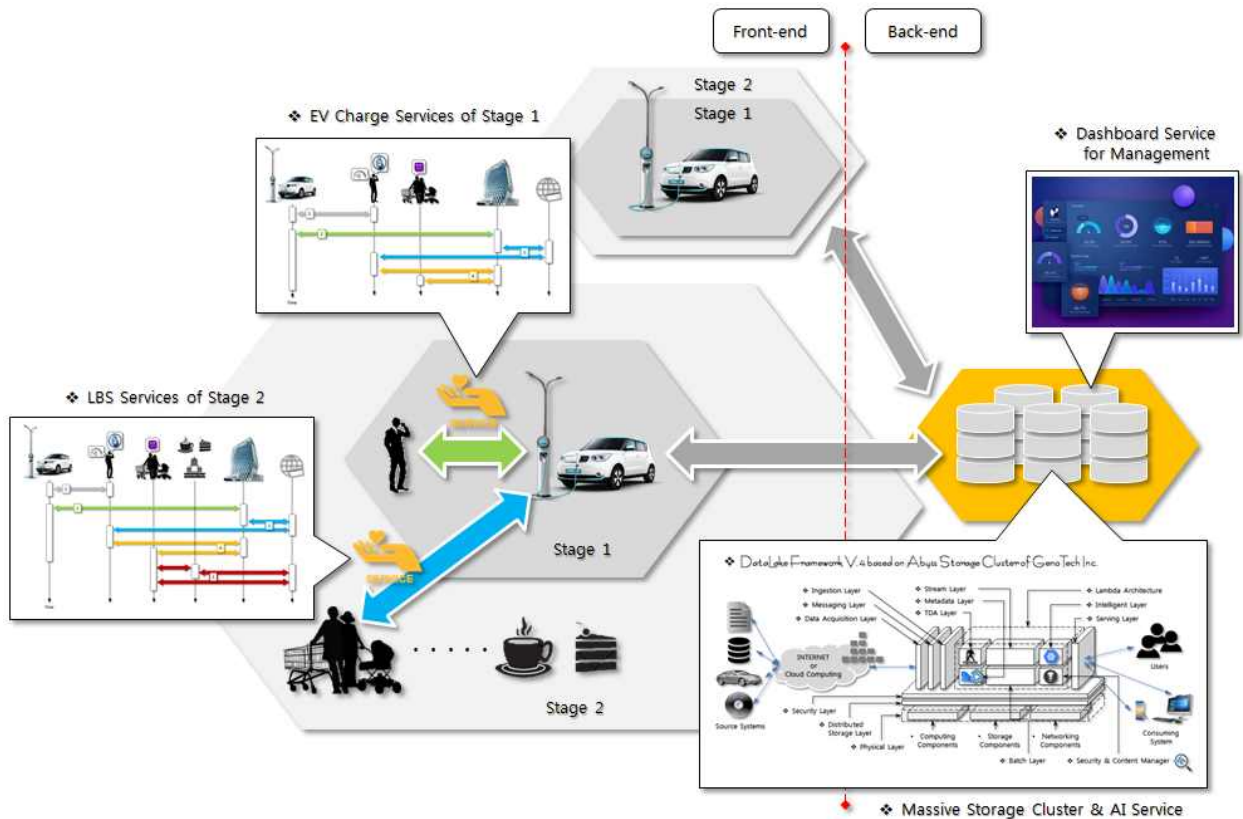 Front-end
Back-end
Stage 2
Stage 1
❖ EV Charge Services of Stage 1
Time
❖ Dashboard Service
for Management
❖ LBS Services of Stage 2
Time
SERVICE
Stage 1
Stage 2
❖ DataLake Framework V.4 based on Abyss Storage Cluster of GenoTech Inc.
❖ Ingestion Layer
❖ Messaging Layer
❖ Data Acquisition Layer
❖ Stream Layer
❖ Metadata Layer
❖ TDA Layer
❖ Lambda Architecture
❖ Intelligent Layer
❖ Serving Layer
INTERNET
or
Cloud Computing
Users
Source Systems
❖ Security Layer
❖ Distributed
Storage Layer
❖ Physical Layer
• Computing
Components
• Storage
Components
• Networking
Components
Consuming
System
❖ Batch Layer
❖ Security & Content Manager
❖ Massive Storage Cluster & AI Service